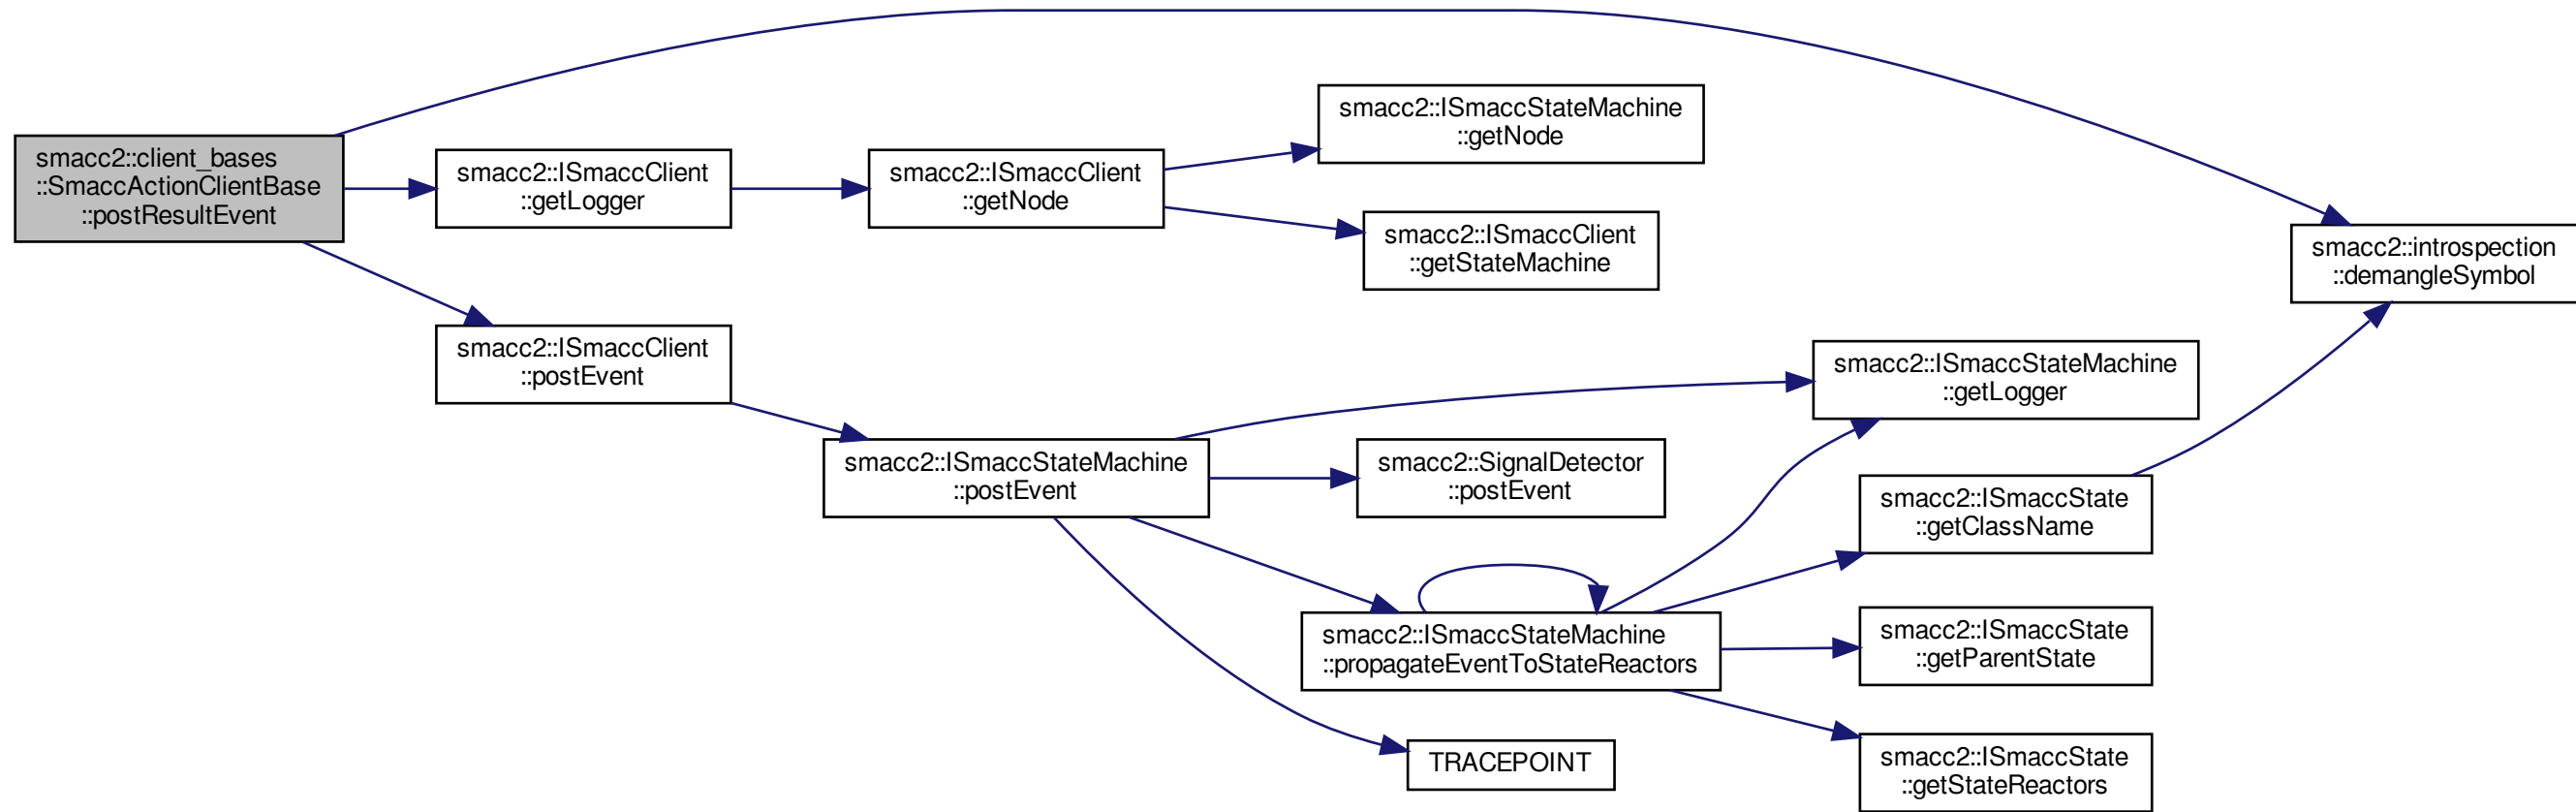 smacc2::client_bases
::SmaccActionClientBase
::postResultEvent
smacc2::ISmaccClient
::getLogger
smacc2::ISmaccClient
::getNode
smacc2::ISmaccStateMachine
::getNode
smacc2::ISmaccClient
::getStateMachine
smacc2::introspection
::demangleSymbol
smacc2::ISmaccClient
::postEvent
smacc2::ISmaccStateMachine
::postEvent
smacc2::ISmaccStateMachine
::getLogger
smacc2::SignalDetector
::postEvent
smacc2::ISmaccState
::getClassName
smacc2::ISmaccStateMachine
::propagateEventToStateReactors
smacc2::ISmaccState
::getParentState
TRACEPOINT
smacc2::ISmaccState
::getStateReactors